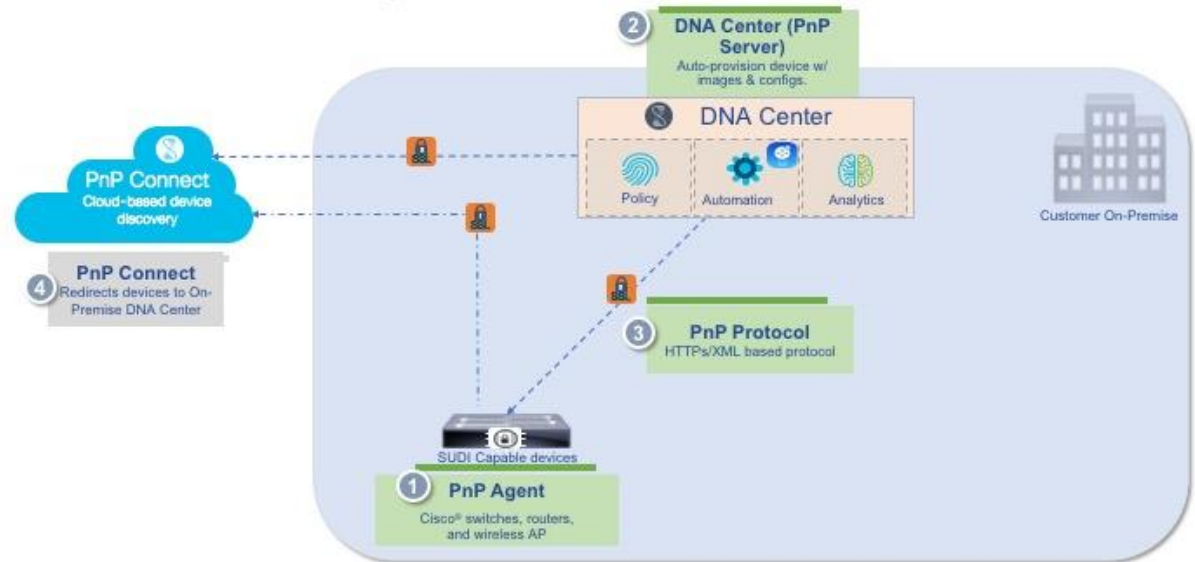 2
DNA Center (PnP
Server)
Auto-provision device w/
images & configs.
DNA Center
Policy
Automation
Analytics
Customer On-Premise
PnP Connect
Cloud-based device
discovery
4
PnP Connect
Redirects devices to On-
Premise DNA Center
3
PnP Protocol
HTTPs/XML based protocol
SUDI Capable devices
1
PnP Agent
Cisco® switches, routers,
and wireless AP